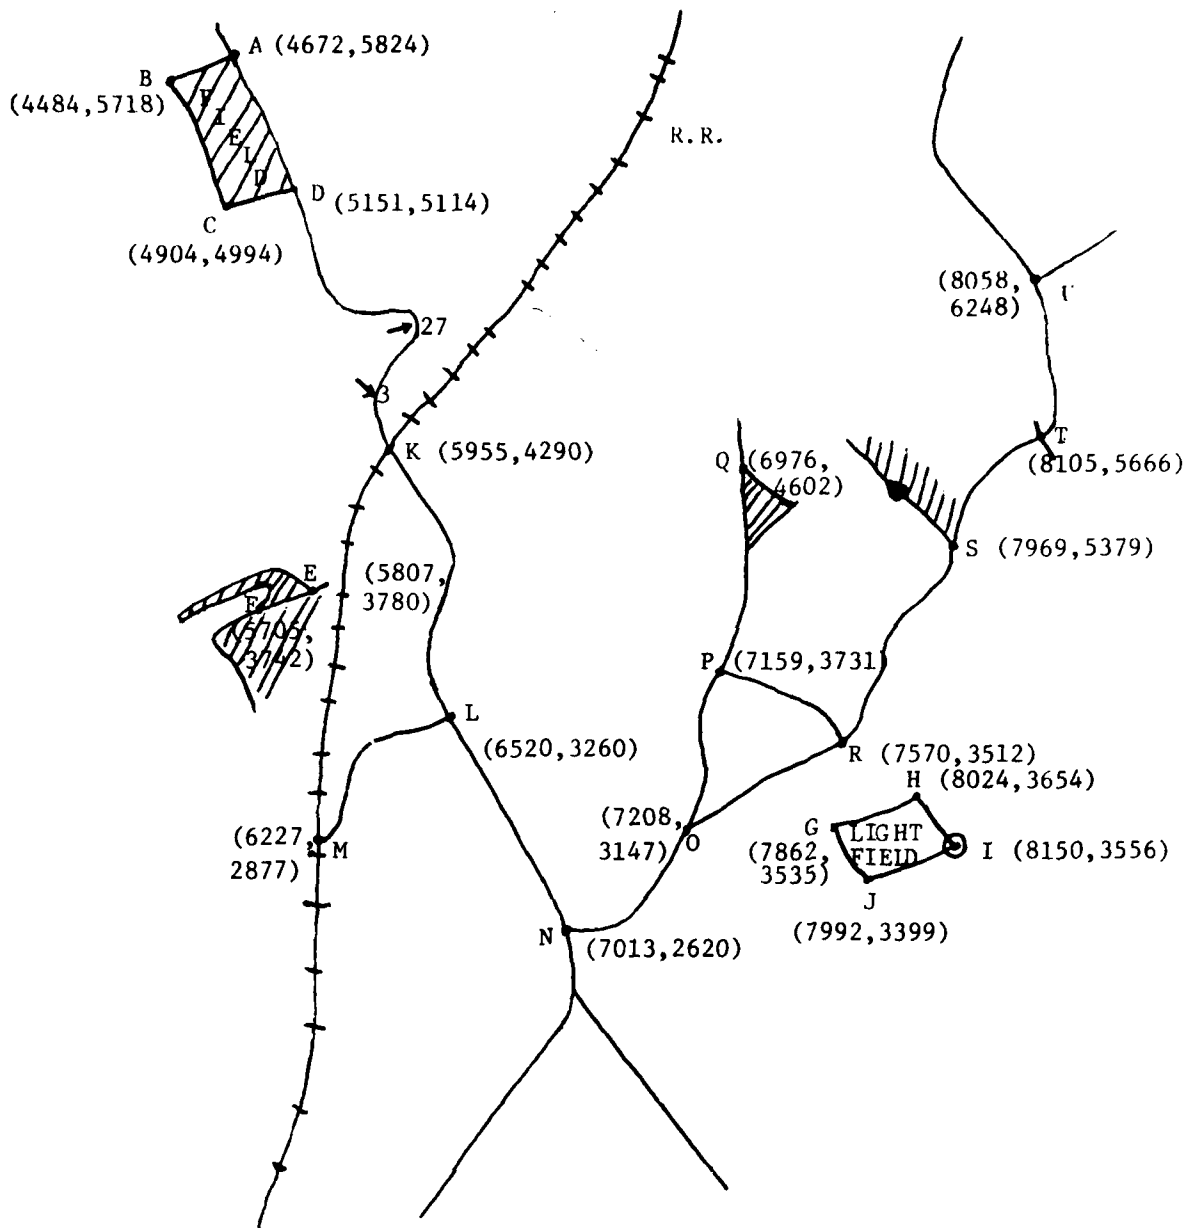 A (4672,5824)
B
(4484,5718)
FIELD
R.R.
D (5151,5114)
C
(4904,4994)
(8058,
6248)
27
3
K (5955,4290)
Q (6976,
4602)
T
(8105,5666)
S (7969,5379)
E
(5807,
3780)
F
(5705,
3742)
P (7159,3731)
L
(6520,3260)
R (7570,3512)
H
(8024,3654)
(7208,
3147)
O
G
(7862,
3535)
LIGHT
FIELD
I (8150,3556)
J
(7992,3399)
(6227,
2877)
M
N
(7013,2620)